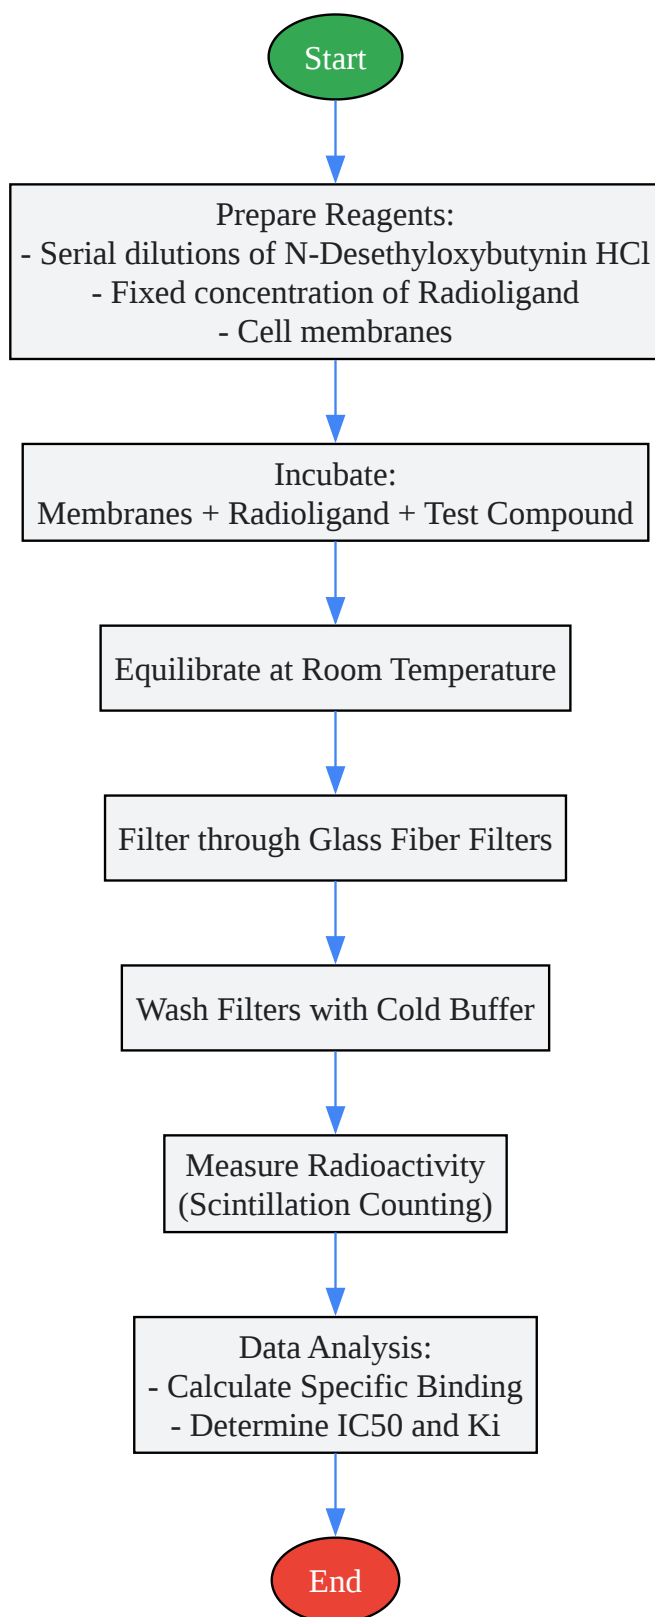 Start
Prepare Reagents:
- Serial dilutions of N-Desethyloxybutynin HCl
- Fixed concentration of Radioligand
- Cell membranes
Incubate:
Membranes + Radioligand + Test Compound
Equilibrate at Room Temperature
Filter through Glass Fiber Filters
Wash Filters with Cold Buffer
Measure Radioactivity
(Scintillation Counting)
Data Analysis:
- Calculate Specific Binding
- Determine IC50 and Ki
End